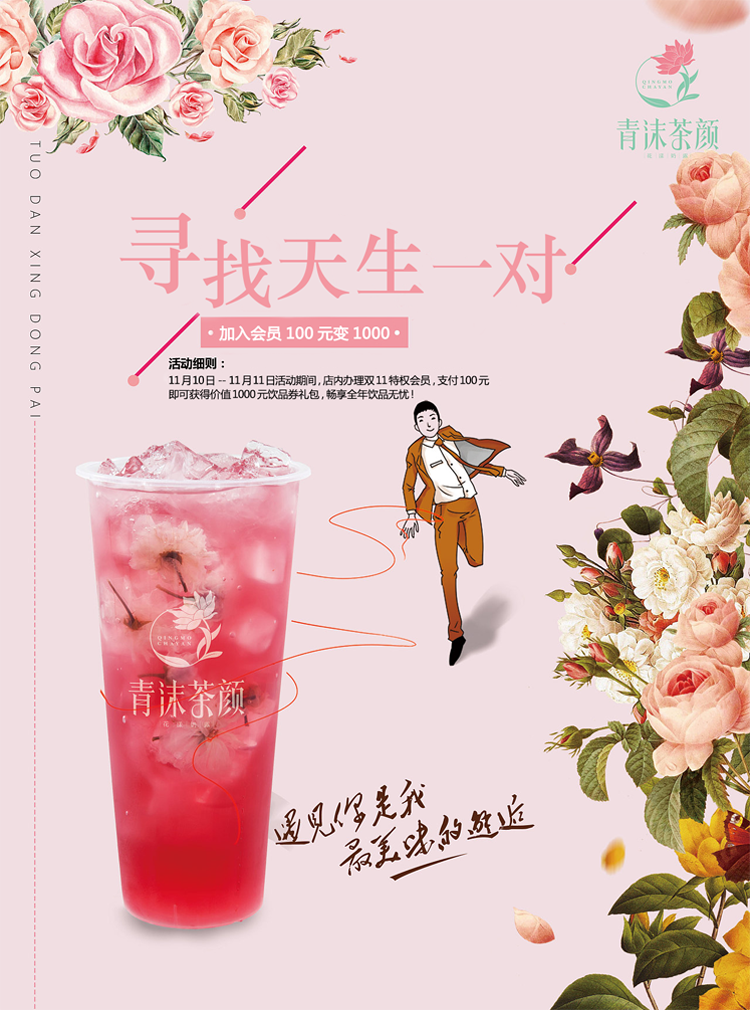 QINGMO
CHAYAN
青沫茶颜
TUO DAN XING DONG PAI
寻找天生一对
• 加入会员 100 元变 1000 •
活动细则：
11月10日 -- 11月11日活动期间，店内办理双11特权会员，支付100元
即可获得价值1000元饮品券礼包，畅享全年饮品无忧！
QINGMO
CHAYAN
青沫茶颜
遇见你是我
最美味的邂逅